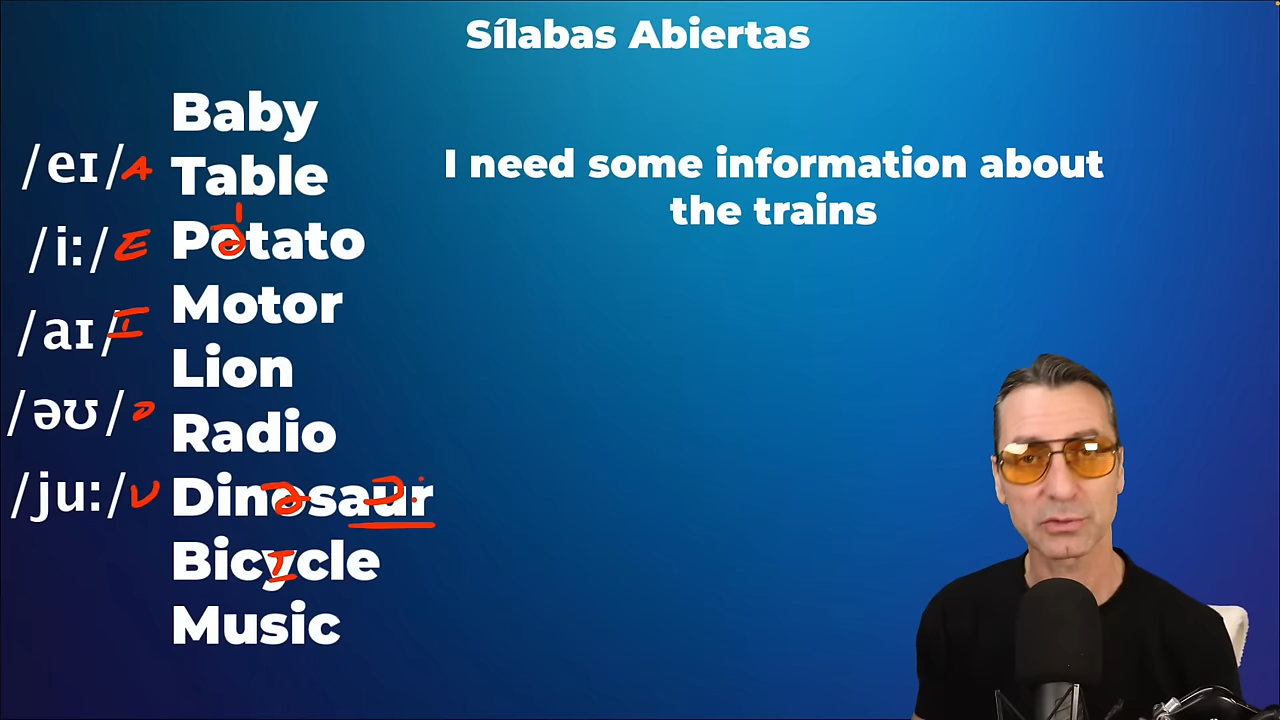 Sílabas Abiertas
/eɪ/ A
/i:/ E
/aɪ/ I
/əʊ/ o
/ju:/ U
Baby
Table
Potato
Motor
Lion
Radio
Dinosaur
Bicycle
Music
ə
ə ɔ:
I
I need some information about
the trains